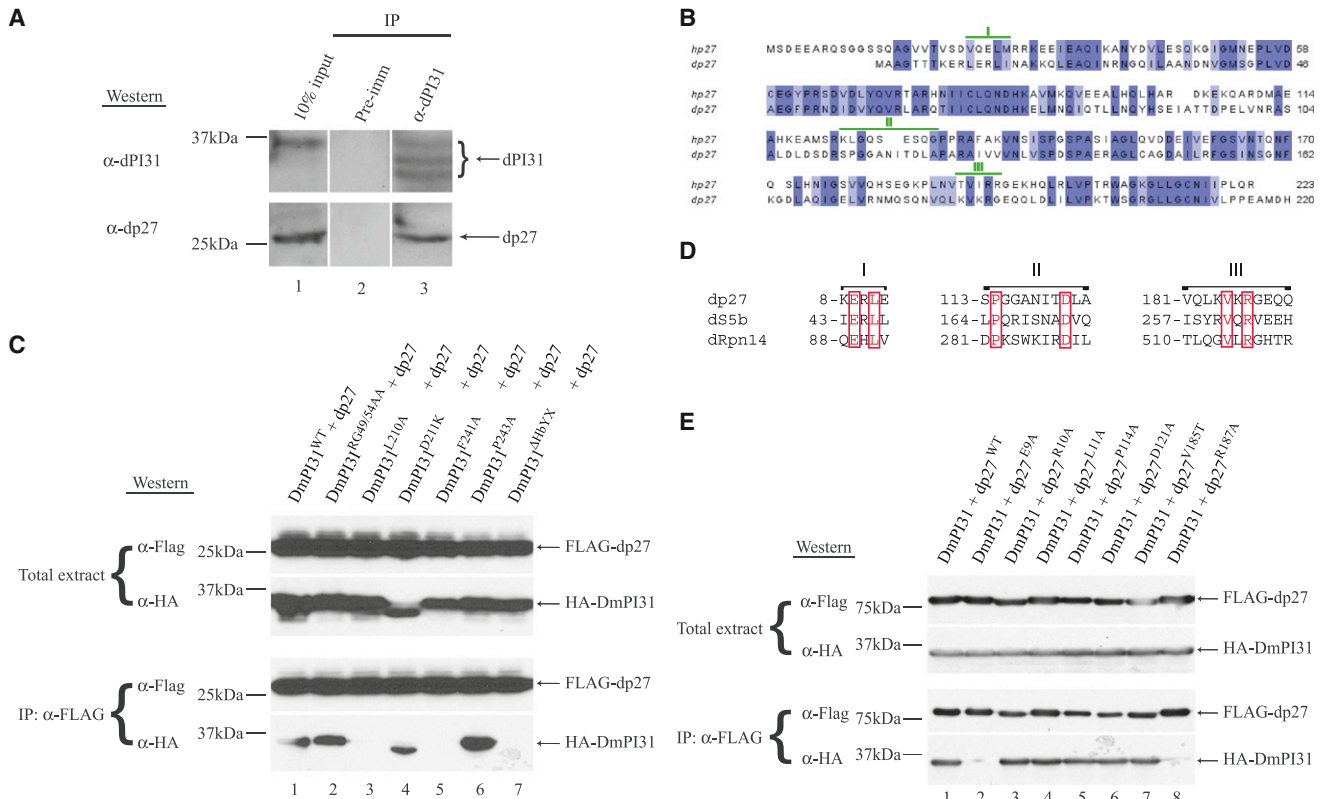 A
IP
Western
10% input
Pre-imm
α-dPI31
37kDa
α-dPI31
dPI31
α-dp27
25kDa
dp27
1 2 3
B
I
hp27 MSDEEARQSGGSSQAGVVTVSDVQELMRRKEEIEAQIKANYDVLESQKGIGMNEPLVD 58
dp27 MAAGTTTKERLERLINAKKQLEAQINRNGQILAANDNVGMSGPLVD 46
hp27 CEGYPRSDVDLYQVRTARHNIICLQNDHKAVMKQVEEALHQLHAR DKEKQARDMAE 114
dp27 AEGFPRNDIDVYQVRLARQTIICLQNDHKELMNQIQTLLNQYHSEIATTDPELVNRAS 104
II
hp27 AHKEAMSRKLGQS ESQGPPRAFAKVNSISPGSPASIAGLQVDDEIVEFGSVNTQNF 170
dp27 ALDLDSDRSPGGANITDLAPARAIVVVNLVSPDSPAERAGLCAGDAILRFGSINSGNF 162
III
hp27 Q SLHNIGSVVQHSEGKPLNVTVIRRGEKHQLRLVPTRWAGKGLLGCNIIPLQR 223
dp27 KGDLAQIGELVRNMQSQNVQLKVKRGEQQLDLILVPKTWSGRGLLGCNIVLPPEAMDH 220
D
I II III
dp27 8-KERLE 113-SPGGANITDLA 181-VQLKVKRGEQQ
dS5b 43-IERLL 164-LPQRISNADVQ 257-ISYRVQRVEEH
dRpn14 88-QEHLV 281-DPKSWKIRDIL 510-TLQGVLRGHTR
C
Western
DmPI31WT + dp27
DmPI31RG49/54AA + dp27
DmPI31L210A + dp27
DmPI31D211K + dp27
DmPI31F241A + dp27
DmPI31P243A + dp27
DmPI31ΔHbYX + dp27
Total extract
α-Flag
25kDa
FLAG-dp27
α-HA
37kDa
HA-DmPI31
IP: α-FLAG
α-Flag
25kDa
FLAG-dp27
α-HA
37kDa
HA-DmPI31
1 2 3 4 5 6 7
E
Western
DmPI31 + dp27WT
DmPI31 + dp27E9A
DmPI31 + dp27R10A
DmPI31 + dp27L11A
DmPI31 + dp27P114A
DmPI31 + dp27D121A
DmPI31 + dp27V185T
DmPI31 + dp27R187A
Total extract
α-Flag
75kDa
FLAG-dp27
α-HA
37kDa
HA-DmPI31
IP: α-FLAG
α-Flag
75kDa
FLAG-dp27
α-HA
37kDa
HA-DmPI31
1 2 3 4 5 6 7 8